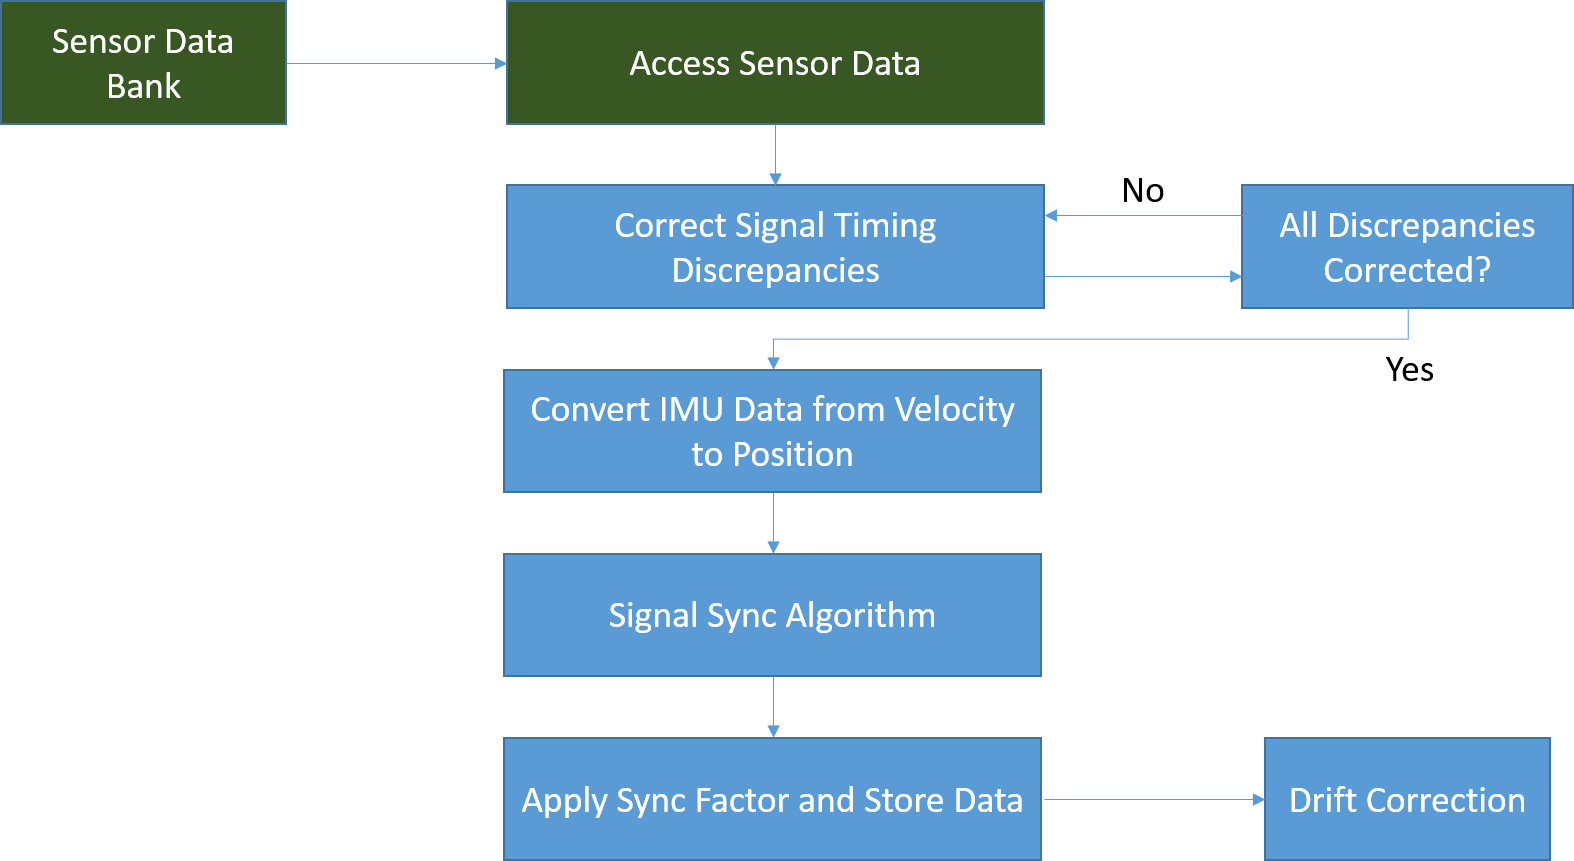 Sensor Data
Bank
Access Sensor Data
Correct Signal Timing
Discrepancies
No
All Discrepancies
Corrected?
Yes
Convert IMU Data from Velocity
to Position
Signal Sync Algorithm
Apply Sync Factor and Store Data
Drift Correction